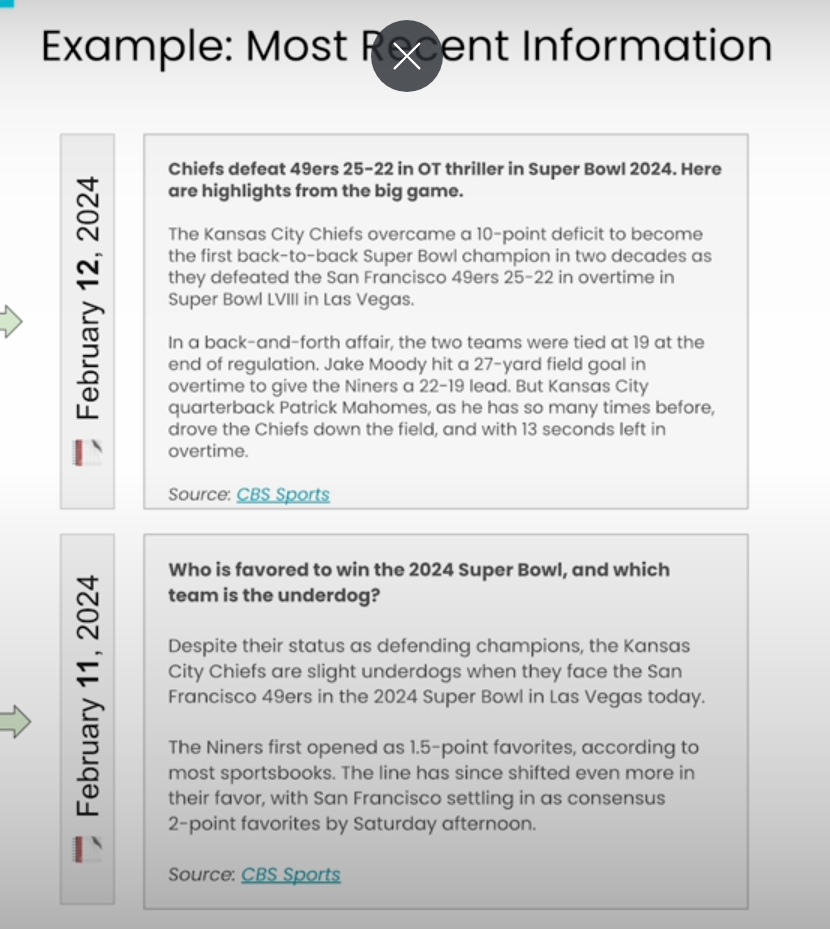 Example: Most Recent Information
February 12, 2024
Chiefs defeat 49ers 25-22 in OT thriller in Super Bowl 2024. Here
are highlights from the big game.
The Kansas City Chiefs overcame a 10-point deficit to become
the first back-to-back Super Bowl champion in two decades as
they defeated the San Francisco 49ers 25-22 in overtime in
Super Bowl LVIII in Las Vegas.
In a back-and-forth affair, the two teams were tied at 19 at the
end of regulation. Jake Moody hit a 27-yard field goal in
overtime to give the Niners a 22-19 lead. But Kansas City
quarterback Patrick Mahomes, as he has so many times before,
drove the Chiefs down the field, and with 13 seconds left in
overtime.
Source: CBS Sports
February 11, 2024
Who is favored to win the 2024 Super Bowl, and which
team is the underdog?
Despite their status as defending champions, the Kansas
City Chiefs are slight underdogs when they face the San
Francisco 49ers in the 2024 Super Bowl in Las Vegas today.
The Niners first opened as 1.5-point favorites, according to
most sportsbooks. The line has since shifted even more in
their favor, with San Francisco settling in as consensus
2-point favorites by Saturday afternoon.
Source: CBS Sports